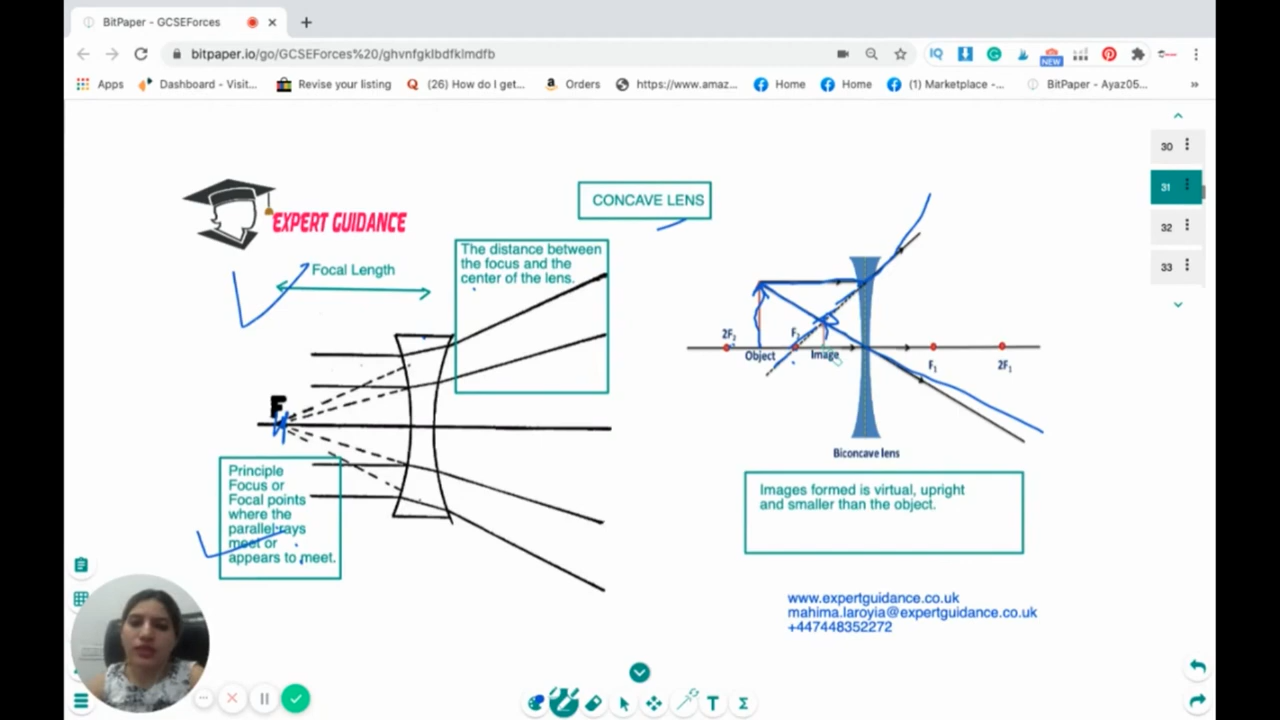 BitPaper - GCSEForces
bitpaper.io/go/GCSEForces%20/ghvnfgklbdfklmdfb
Apps
Dashboard - Visit...
Revise your listing
(26) How do I get...
Orders
https://www.amaz...
Home
Home
(1) Marketplace -...
BitPaper - Ayaz05...
»
IQ
NEW
30
31
32
33
EXPERT GUIDANCE
CONCAVE LENS
Focal Length
The distance between
the focus and the
center of the lens.
F
Principle
Focus or
Focal points
where the
parallel rays
meet or
appears to meet.
2F₂
Object
F₂
Image
F₁
2F₁
Biconcave lens
Images formed is virtual, upright
and smaller than the object.
www.expertguidance.co.uk
mahima.laroyia@expertguidance.co.uk
+447448352272
T
Σ